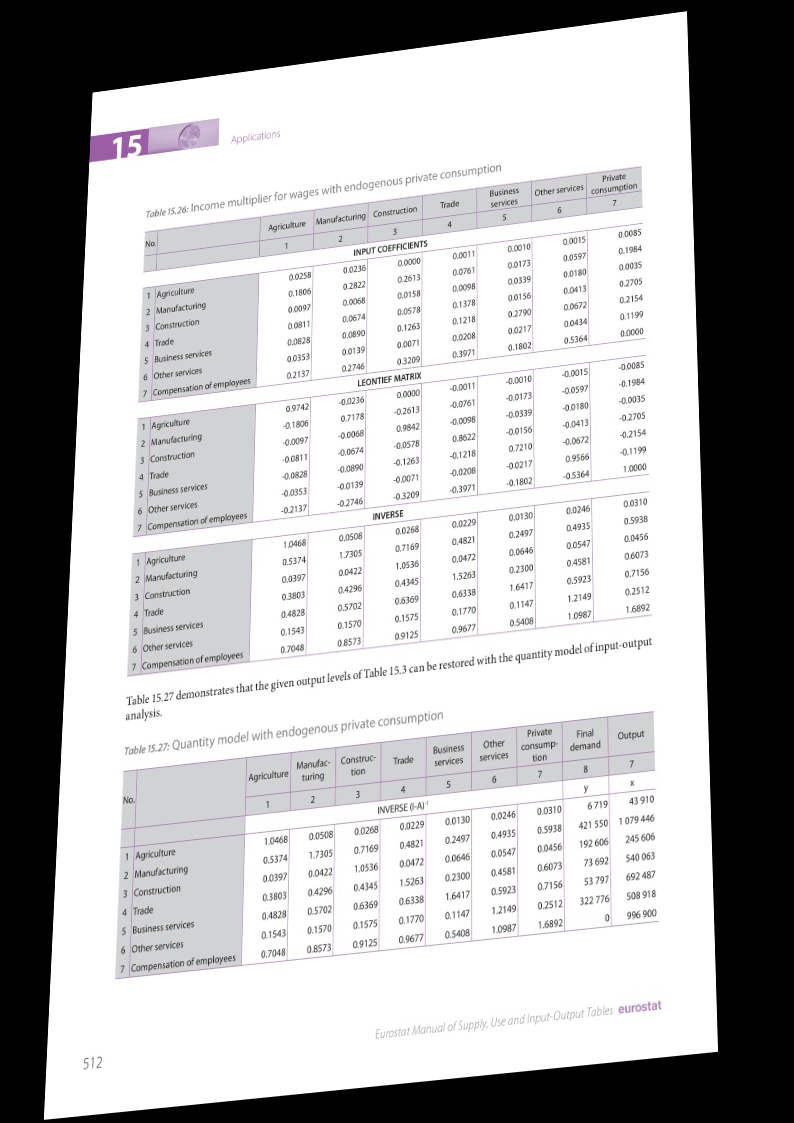 15
Applications
Table 15.26: Income multiplier for wages with endogenous private consumption
No. Agriculture Manufacturing Construction Trade Business services Other services Private consumption
1 2 3 4 5 6 7
INPUT COEFFICIENTS
1 Agriculture 0.0258 0.0236 0.0000 0.0011 0.0010 0.0015 0.0085
2 Manufacturing 0.1806 0.2822 0.2613 0.0761 0.0173 0.0597 0.1984
3 Construction 0.0097 0.0068 0.0158 0.0098 0.0339 0.0180 0.0035
4 Trade 0.0811 0.0674 0.0578 0.1378 0.0156 0.0413 0.2705
5 Business services 0.0828 0.0890 0.1263 0.1218 0.2790 0.0672 0.2154
6 Other services 0.0353 0.0139 0.0071 0.0208 0.0217 0.0434 0.1199
7 Compensation of employees 0.2137 0.2746 0.3209 0.3971 0.1802 0.5364 0.0000
LEONTIEF MATRIX
1 Agriculture 0.9742 -0.0236 0.0000 -0.0011 -0.0010 -0.0015 -0.0085
2 Manufacturing -0.1806 0.7178 -0.2613 -0.0761 -0.0173 -0.0597 -0.1984
3 Construction -0.0097 -0.0068 0.9842 -0.0098 -0.0339 -0.0180 -0.0035
4 Trade -0.0811 -0.0674 -0.0578 0.8622 -0.0156 -0.0413 -0.2705
5 Business services -0.0828 -0.0890 -0.1263 -0.1218 0.7210 -0.0672 -0.2154
6 Other services -0.0353 -0.0139 -0.0071 -0.0208 -0.0217 0.9566 -0.1199
7 Compensation of employees -0.2137 -0.2746 -0.3209 -0.3971 -0.1802 -0.5364 1.0000
INVERSE
1 Agriculture 1.0468 0.0508 0.0268 0.0229 0.0130 0.0246 0.0310
2 Manufacturing 0.5374 1.7305 0.7169 0.4821 0.2497 0.4935 0.5938
3 Construction 0.0397 0.0422 1.0536 0.0472 0.0646 0.0547 0.0456
4 Trade 0.3803 0.4296 0.4345 1.5263 0.2300 0.4581 0.6073
5 Business services 0.4828 0.5702 0.6369 0.6338 1.6417 0.5923 0.7156
6 Other services 0.1543 0.1570 0.1575 0.1770 0.1147 1.2149 0.2512
7 Compensation of employees 0.7048 0.8573 0.9125 0.9677 0.5408 1.0987 1.6892
Table 15.27 demonstrates that the given output levels of Table 15.3 can be restored with the quantity model of input-output
analysis.
Table 15.27: Quantity model with endogenous private consumption
No. Agriculture Manufac-turing Construc-tion Trade Business services Other services Private consump-tion Final demand Output
1 2 3 4 5 6 7 8 7
INVERSE (I-A)-1 y x
1 Agriculture 1.0468 0.0508 0.0268 0.0229 0.0130 0.0246 0.0310 6 719 43 910
2 Manufacturing 0.5374 1.7305 0.7169 0.4821 0.2497 0.4935 0.5938 421 550 1 079 446
3 Construction 0.0397 0.0422 1.0536 0.0472 0.0646 0.0547 0.0456 192 606 245 606
4 Trade 0.3803 0.4296 0.4345 1.5263 0.2300 0.4581 0.6073 73 692 540 063
5 Business services 0.4828 0.5702 0.6369 0.6338 1.6417 0.5923 0.7156 53 797 692 487
6 Other services 0.1543 0.1570 0.1575 0.1770 0.1147 1.2149 0.2512 322 776 508 918
7 Compensation of employees 0.7048 0.8573 0.9125 0.9677 0.5408 1.0987 1.6892 0 996 900
Eurostat Manual of Supply, Use and Input-Output Tables eurostat
512